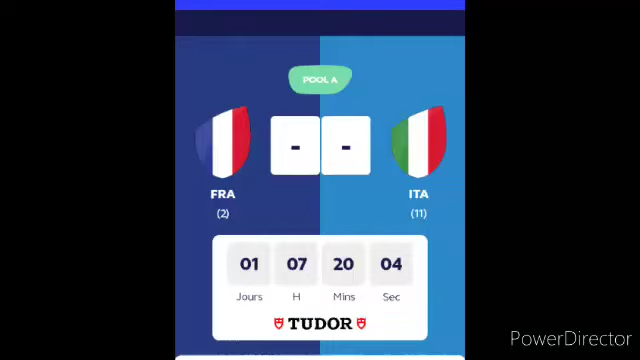 POOL A
- -
FRA ITA
(2) (11)
01 07 20 04
Jours H Mins Sec
TUDOR
PowerDirector